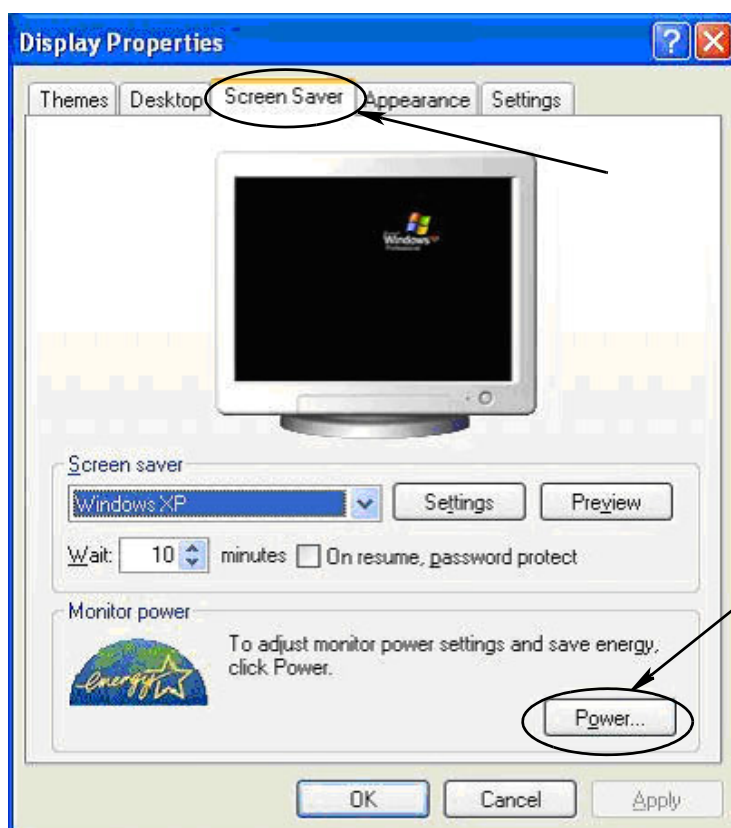 Display Properties
Themes Desktop Screen Saver Appearance Settings
Windows xp
Screen saver
Windows XP Settings Preview
Wait: 10 minutes On resume, password protect
Monitor power
To adjust monitor power settings and save energy,
click Power.
energy
Power...
OK Cancel Apply